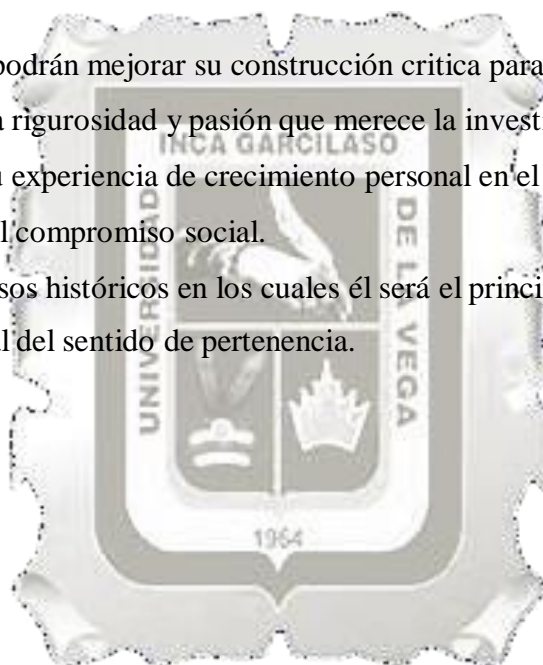 podrán mejorar su construcción critica para
a rigurosidad y pasión que merece la investi
u experiencia de crecimiento personal en el
l compromiso social.
sos históricos en los cuales él será el princi
al del sentido de pertenencia.
UNIVERSIDAD
INCA GARCILASO
DE LA VEGA
1964